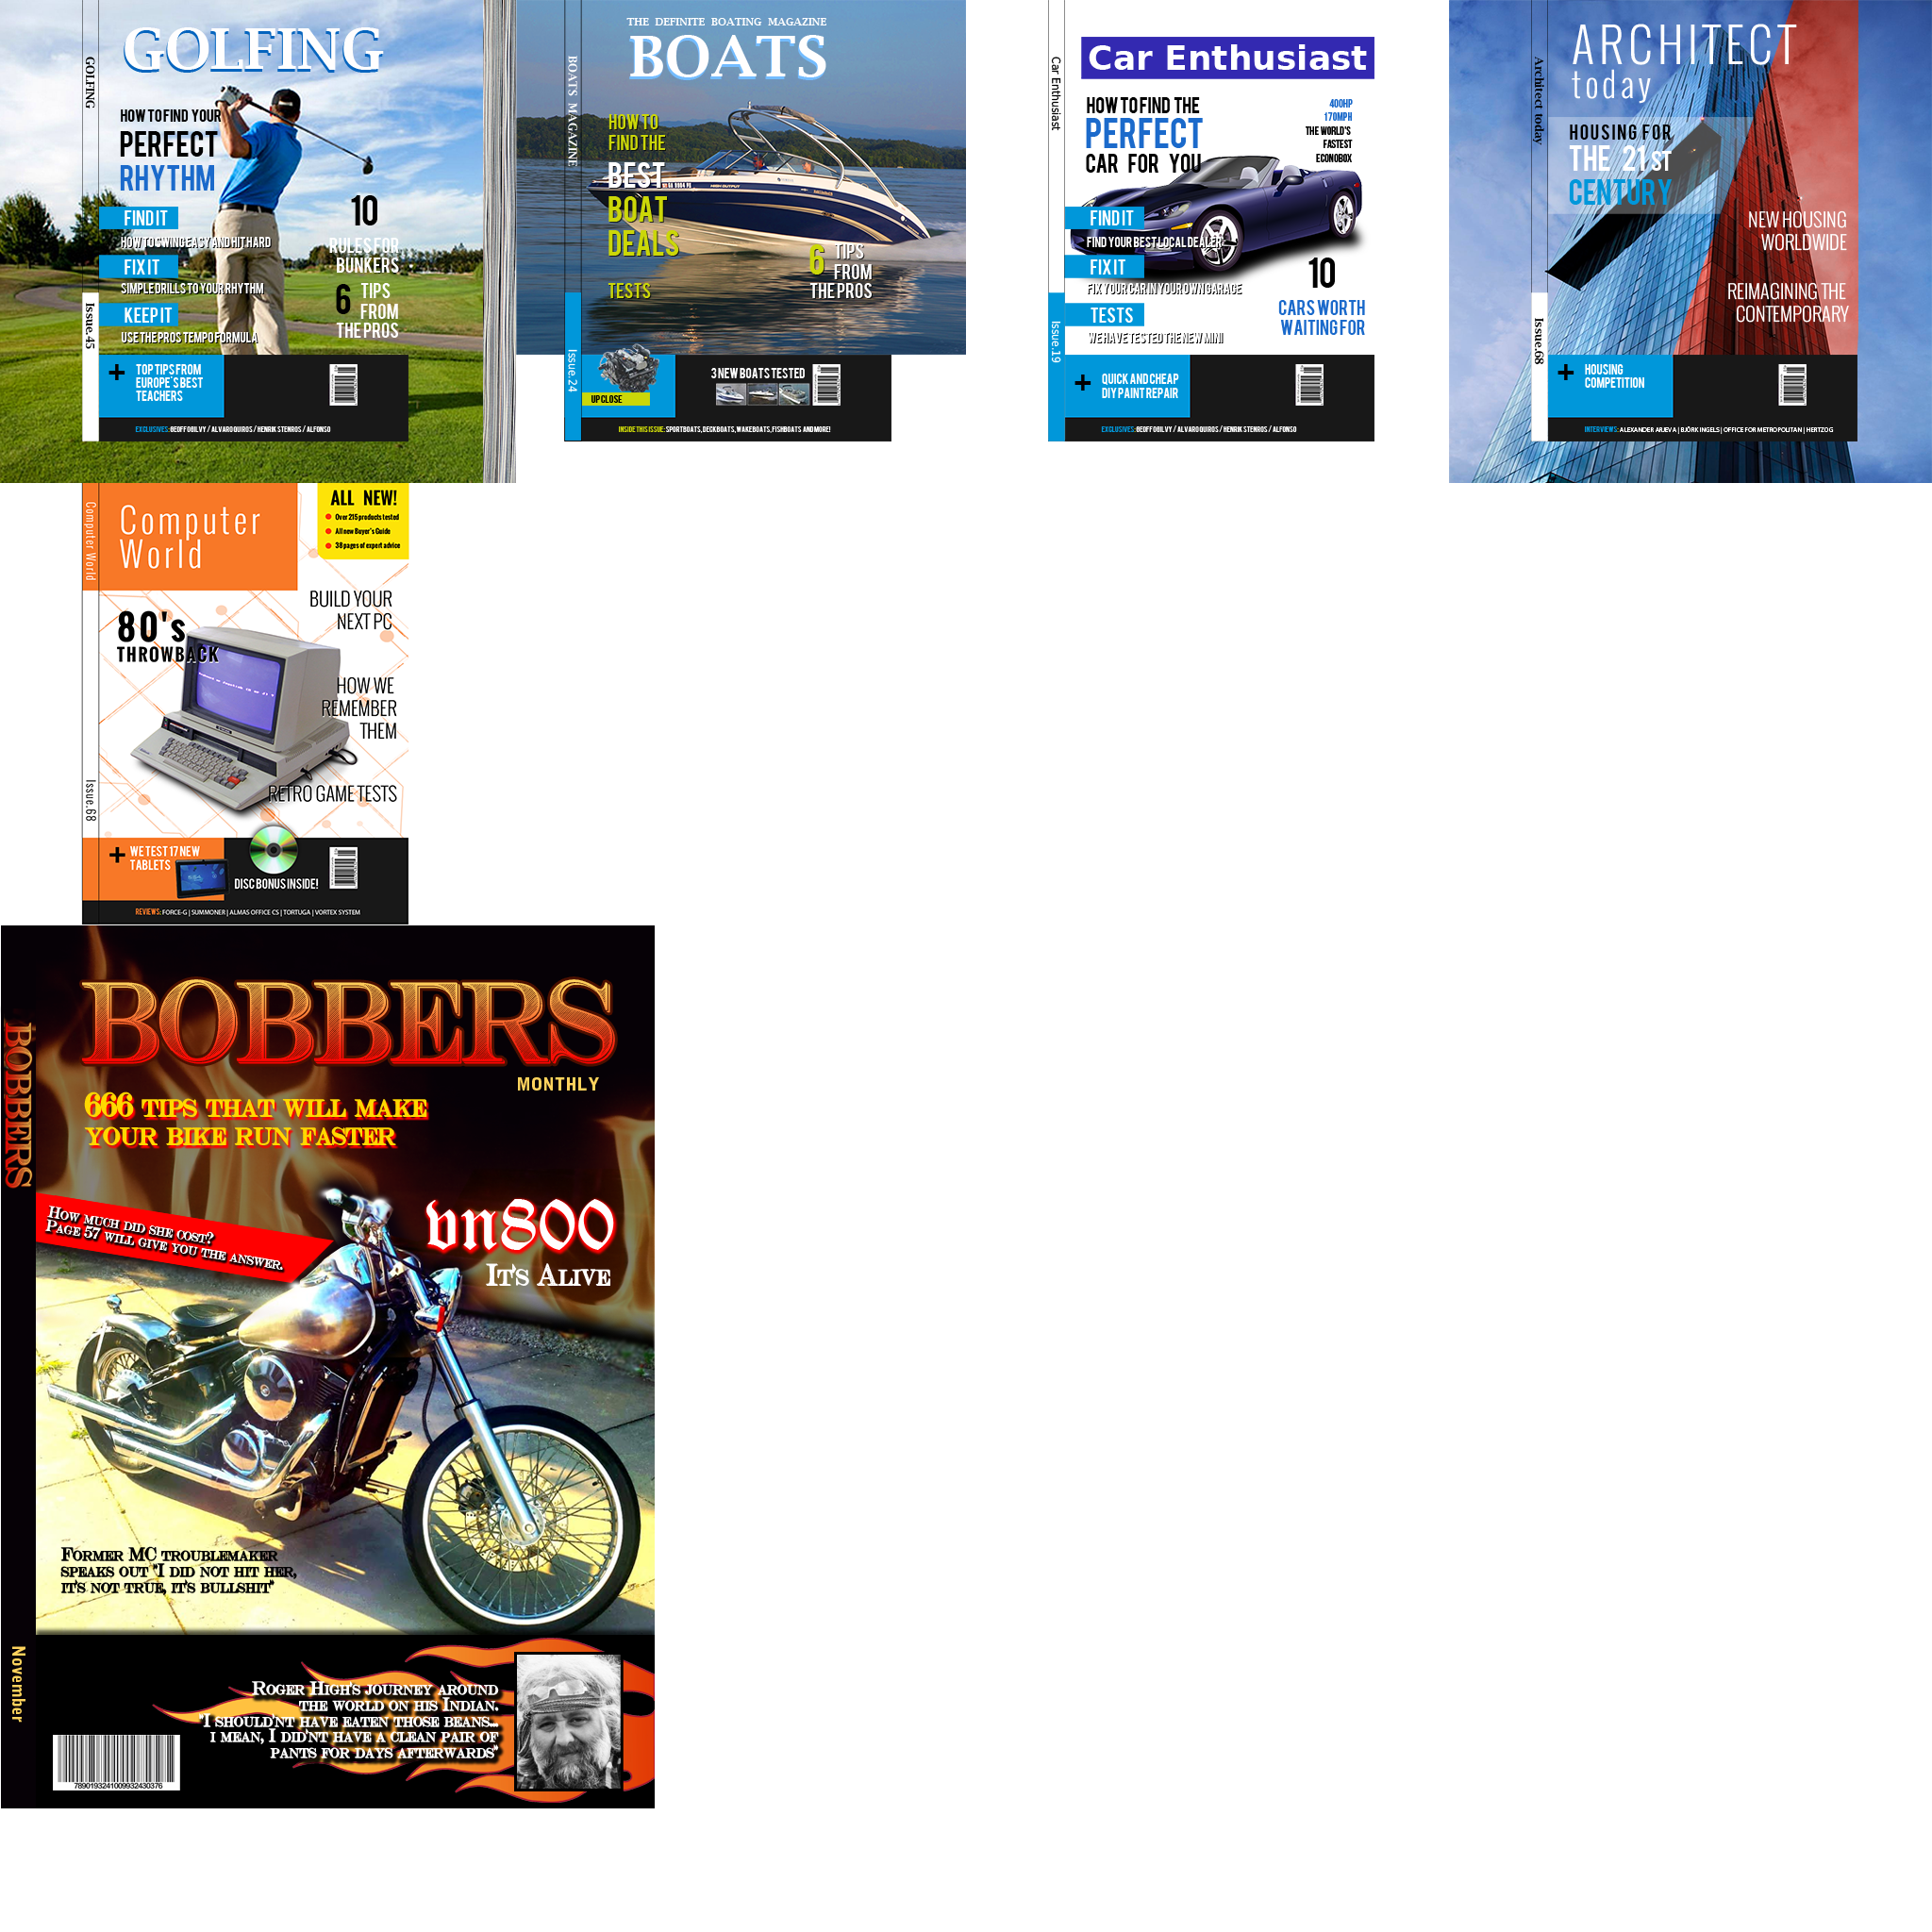 GOLFING
GOLFING
HOW TO FIND YOUR
PERFECT
RHYTHM
FIND IT
HOW TO SWING EASY AND HIT HARD
FIX IT
SIMPLE DRILLS TO YOUR RHYTHM
KEEP IT
USE THE PROS TEMPO FORMULA
10
RULES FOR
BUNKERS
6 TIPS
FROM
THE PROS
Issue.45
+ TOP TIPS FROM
EUROPE'S BEST
TEACHERS
EXCLUSIVES: GEOFF OGILVY / ALVARO QUIROS / HENRIK STENROS / ALFONSO
THE DEFINITE BOATING MAGAZINE
BOATS
BOATS MAGAZINE
HOW TO
FIND THE
BEST
BOAT
DEALS
TESTS
6 TIPS
FROM
THE PROS
Issue.24
UP CLOSE
3 NEW BOATS TESTED
INSIDE THIS ISSUE: SPORTBOATS, DECKBOATS, WAKEBOATS, FISHBOATS AND MORE!
Car Enthusiast
Car Enthusiast
HOW TO FIND THE
PERFECT
CAR FOR YOU
400HP
170MPH
THE WORLD'S
FASTEST
ECONOBOX
FIND IT
FIND YOUR BEST LOCAL DEALER
FIX IT
FIX YOUR CAR IN YOUR OWN GARAGE
TESTS
WE HAVE TESTED THE NEW MINI
10
CARS WORTH
WAITING FOR
Issue.19
+ QUICK AND CHEAP
DIY PAINT REPAIR
EXCLUSIVES: GEOFF OGILVY / ALVARO QUIROS / HENRIK STENROS / ALFONSO
ARCHITECT
today
Architect today
HOUSING FOR
THE 21ST
CENTURY
NEW HOUSING
WORLDWIDE
REIMAGINING THE
CONTEMPORARY
Issue.68
+ HOUSING
COMPETITION
INTERVIEWS: ALEXANDER ARJEVA | BJÖRK INGELS | OFFICE FOR METROPOLITAN | HERTZOG
Computer
World
Computer World
ALL NEW!
Over 215 products tested
All new Buyer's Guide
38 pages of expert advice
BUILD YOUR
NEXT PC
80's
THROWBACK
HOW WE
REMEMBER
THEM
RETRO GAME TESTS
Issue.68
+ WE TEST 17 NEW
TABLETS
DISC BONUS INSIDE!
REVIEWS: FORCE-G | SUMMONER | ALMAS OFFICE CS | TORTUGA | VORTEX SYSTEM
BOBBERS
MONTHLY
BOBBERS
666 TIPS THAT WILL MAKE
YOUR BIKE RUN FASTER
HOW MUCH DID SHE COST?
PAGE 57 WILL GIVE YOU THE ANSWER.
vn800
IT'S ALIVE
FORMER MC TROUBLEMAKER
SPEAKS OUT "I DID NOT HIT HER,
IT'S NOT TRUE, IT'S BULLSHIT"
November
ROGER HIGH'S JOURNEY AROUND
THE WORLD ON HIS INDIAN.
"I SHOULD'NT HAVE EATEN THOSE BEANS...
I MEAN, I DID'NT HAVE A CLEAN PAIR OF
PANTS FOR DAYS AFTERWARDS"
7890193241009932430376